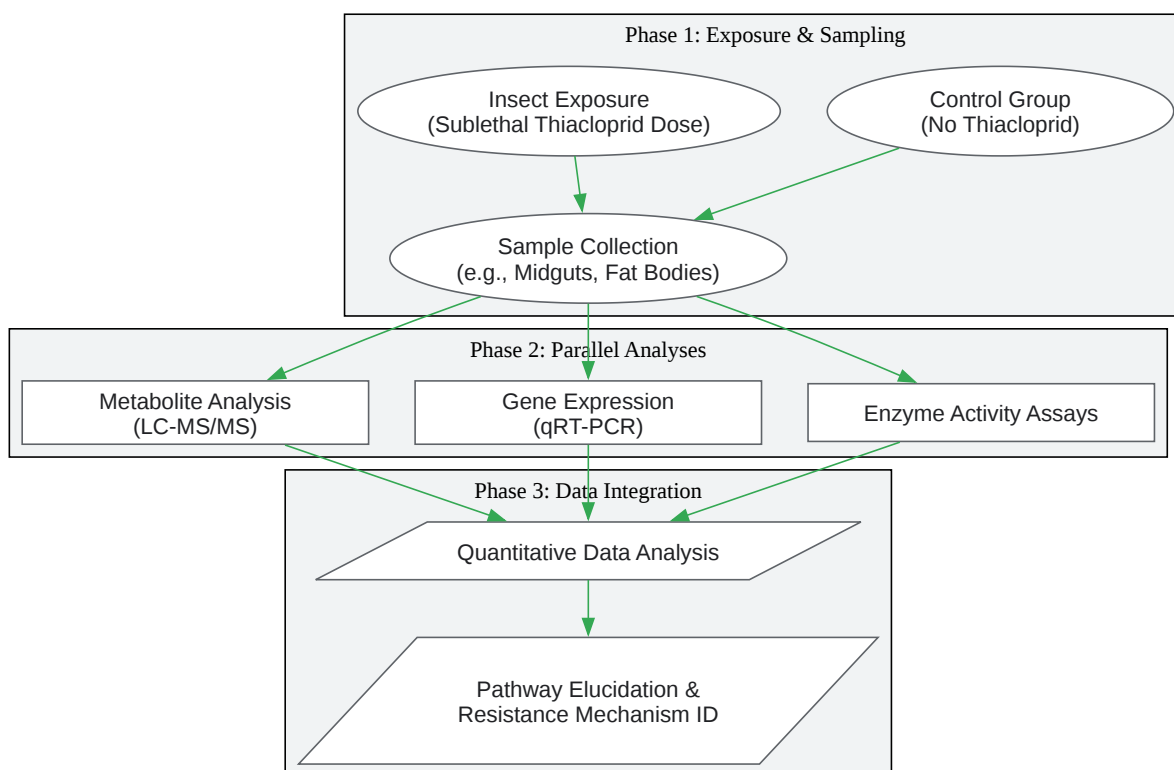 Phase 1: Exposure & Sampling
Insect Exposure
(Sublethal Thiacloprid Dose)
Control Group
(No Thiacloprid)
Sample Collection
(e.g., Midguts, Fat Bodies)
Phase 2: Parallel Analyses
Metabolite Analysis
(LC-MS/MS)
Gene Expression
(qRT-PCR)
Enzyme Activity Assays
Phase 3: Data Integration
Quantitative Data Analysis
Pathway Elucidation &
Resistance Mechanism ID